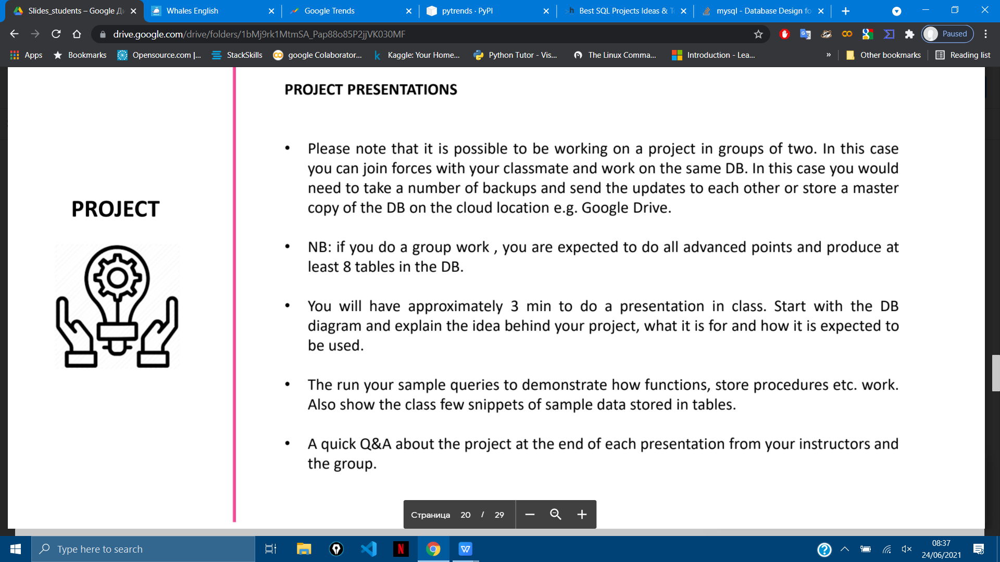 Slides_students – Google Ди
Whales English
Google Trends
pytrends · PyPI
Best SQL Projects Ideas & To
mysql - Database Design fo
drive.google.com/drive/folders/1bMj9rk1MtmSA_Pap88o85P2jjVK030MF
Paused
Apps
Bookmarks
Opensource.com |...
StackSkills
google Colaborator...
Kaggle: Your Home...
Python Tutor - Vis...
The Linux Comma...
Introduction - Lea...
»
Other bookmarks
Reading list
PROJECT
PROJECT PRESENTATIONS
• Please note that it is possible to be working on a project in groups of two. In this case
you can join forces with your classmate and work on the same DB. In this case you would
need to take a number of backups and send the updates to each other or store a master
copy of the DB on the cloud location e.g. Google Drive.
• NB: if you do a group work , you are expected to do all advanced points and produce at
least 8 tables in the DB.
• You will have approximately 3 min to do a presentation in class. Start with the DB
diagram and explain the idea behind your project, what it is for and how it is expected to
be used.
• The run your sample queries to demonstrate how functions, store procedures etc. work.
Also show the class few snippets of sample data stored in tables.
• A quick Q&A about the project at the end of each presentation from your instructors and
the group.
Страница 20 / 29
Type here to search
08:37
24/06/2021